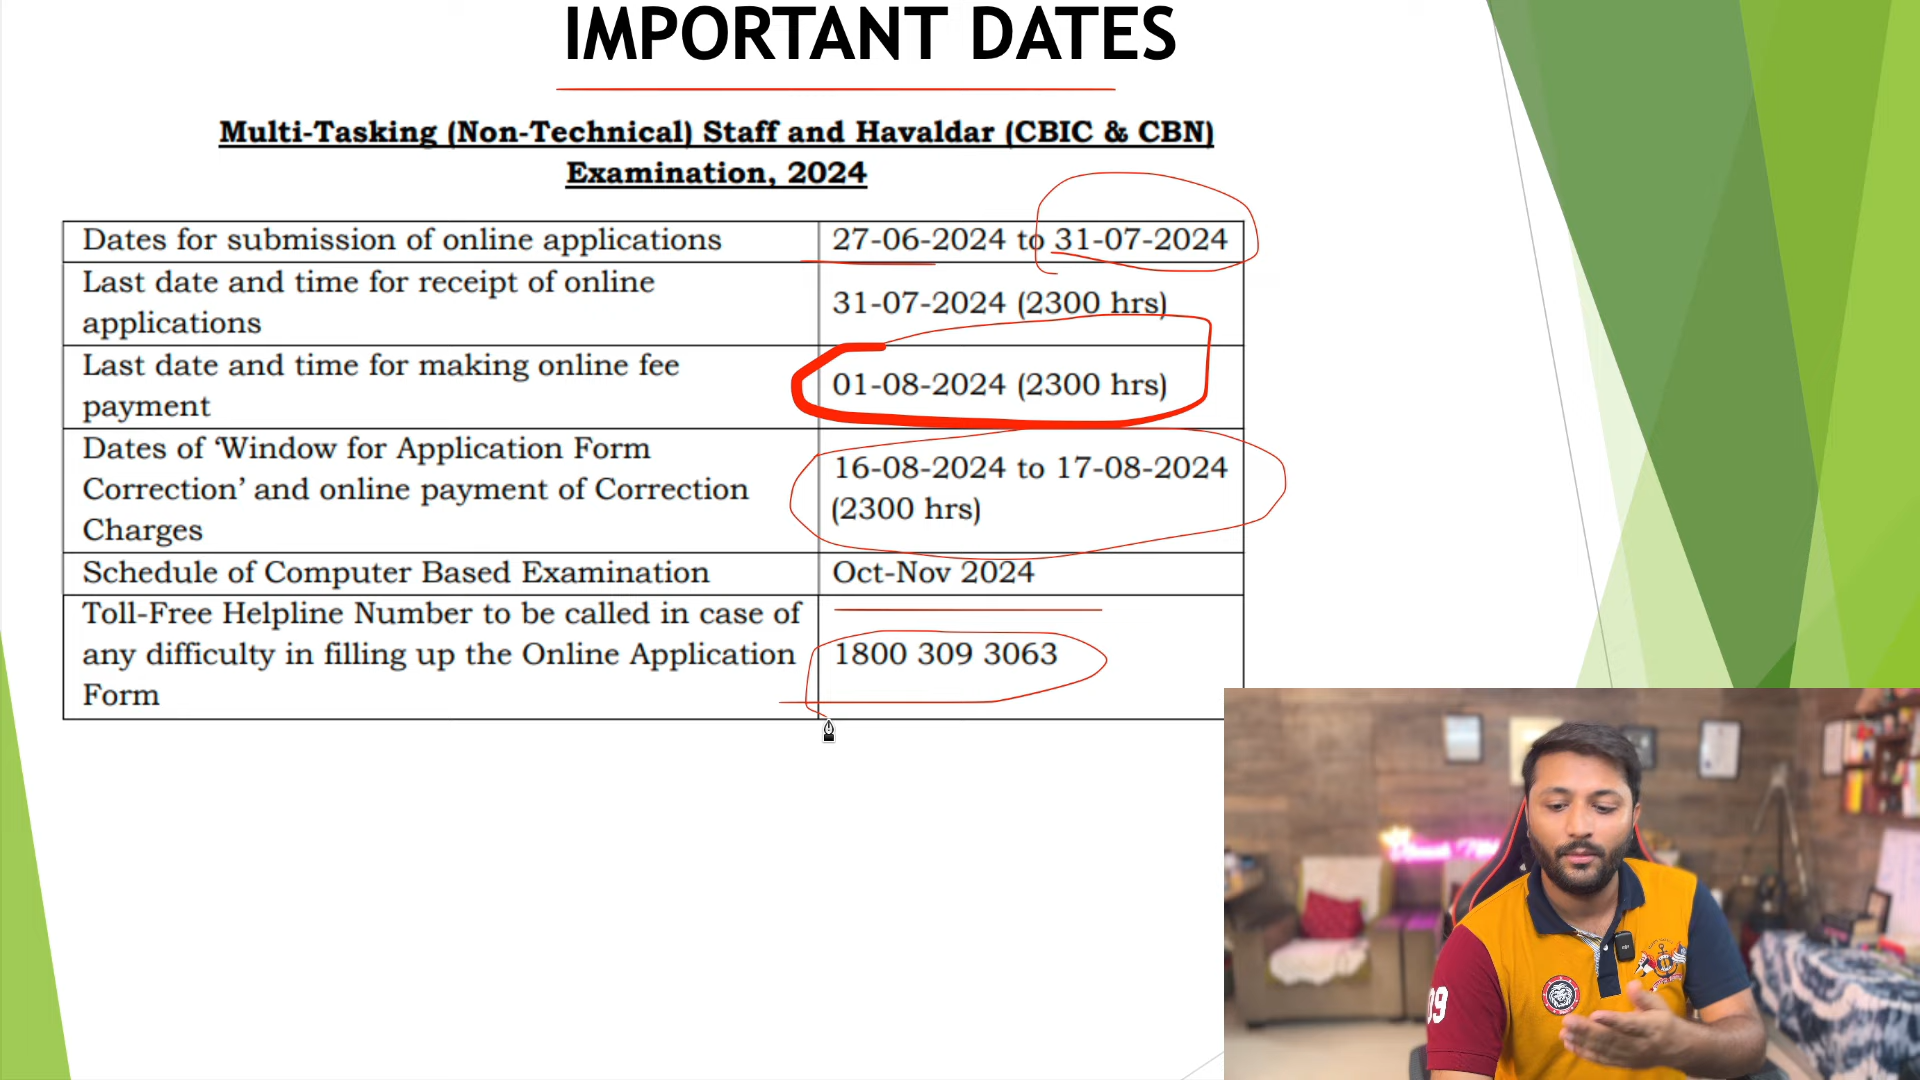 IMPORTANT DATES
Multi-Tasking (Non-Technical) Staff and Havaldar (CBIC & CBN)
Examination, 2024
Dates for submission of online applications
27-06-2024 to 31-07-2024
Last date and time for receipt of online
applications
31-07-2024 (2300 hrs)
Last date and time for making online fee
payment
01-08-2024 (2300 hrs)
Dates of ‘Window for Application Form
Correction’ and online payment of Correction
Charges
16-08-2024 to 17-08-2024
(2300 hrs)
Schedule of Computer Based Examination
Oct-Nov 2024
Toll-Free Helpline Number to be called in case of
any difficulty in filling up the Online Application
Form
1800 309 3063
09